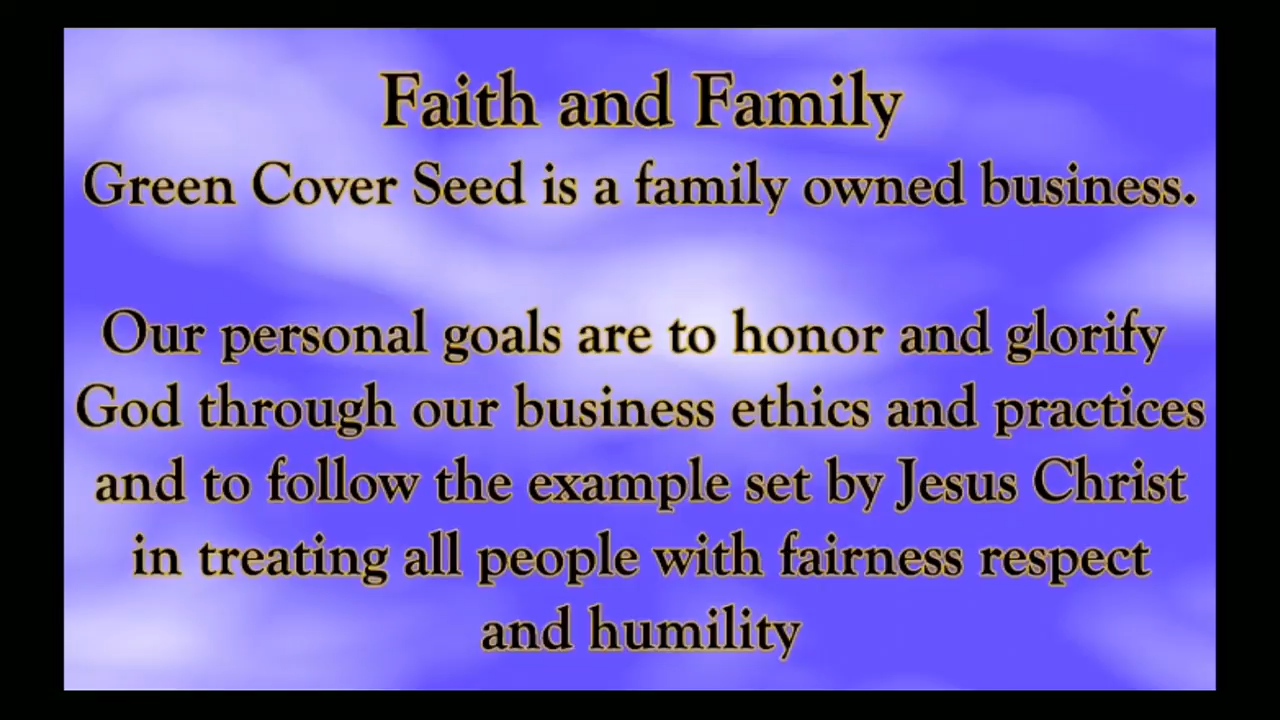 Faith and Family
Green Cover Seed is a family owned business.
Our personal goals are to honor and glorify
God through our business ethics and practices
and to follow the example set by Jesus Christ
in treating all people with fairness respect
and humility